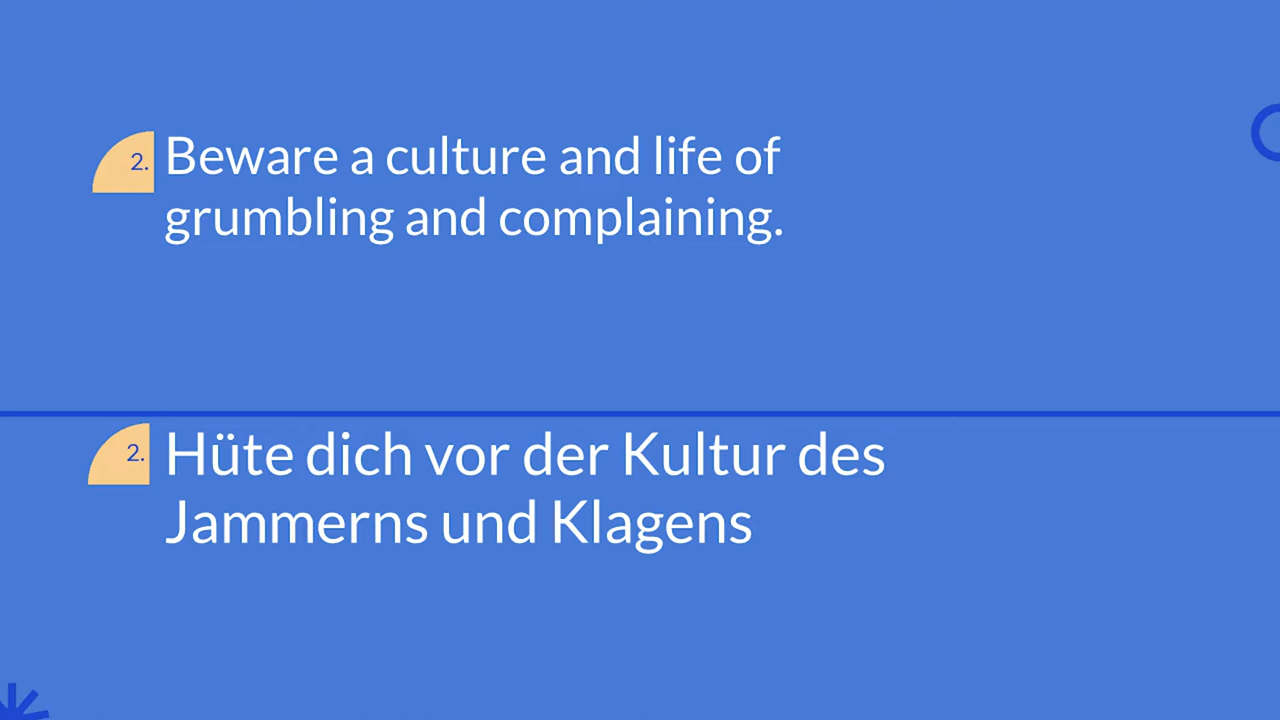 2. Beware a culture and life of
grumbling and complaining.
2. Hüte dich vor der Kultur des
Jammerns und Klagens